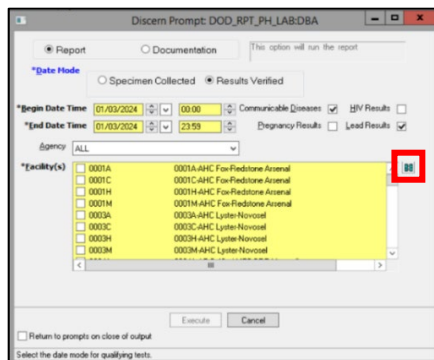 Discern Prompt: DOD_RPT_PH_LAB:DBA
Report Documentation This option will run the report
*Date Mode
Specimen Collected Results Verified
*Begin Date Time 01/03/2024 00:00 Communicable Diseases HIV Results
*End Date Time 01/03/2024 23:59 Pregnancy Results Lead Results
Agency ALL
*Facility(s)
0001A 0001A-AHC Fox-Redstone Arsenal
0001C 0001C-AHC Fox-Redstone Arsenal
0001H 0001H-AHC Fox-Redstone Arsenal
0001M 0001M-AHC Fox-Redstone Arsenal
0003A 0003A-AHC Lyster-Novosel
0003C 0003C-AHC Lyster-Novosel
0003H 0003H-AHC Lyster-Novosel
0003M 0003M-AHC Lyster-Novosel
Execute Cancel
Return to prompts on close of output
Select the date mode for qualifying tests.